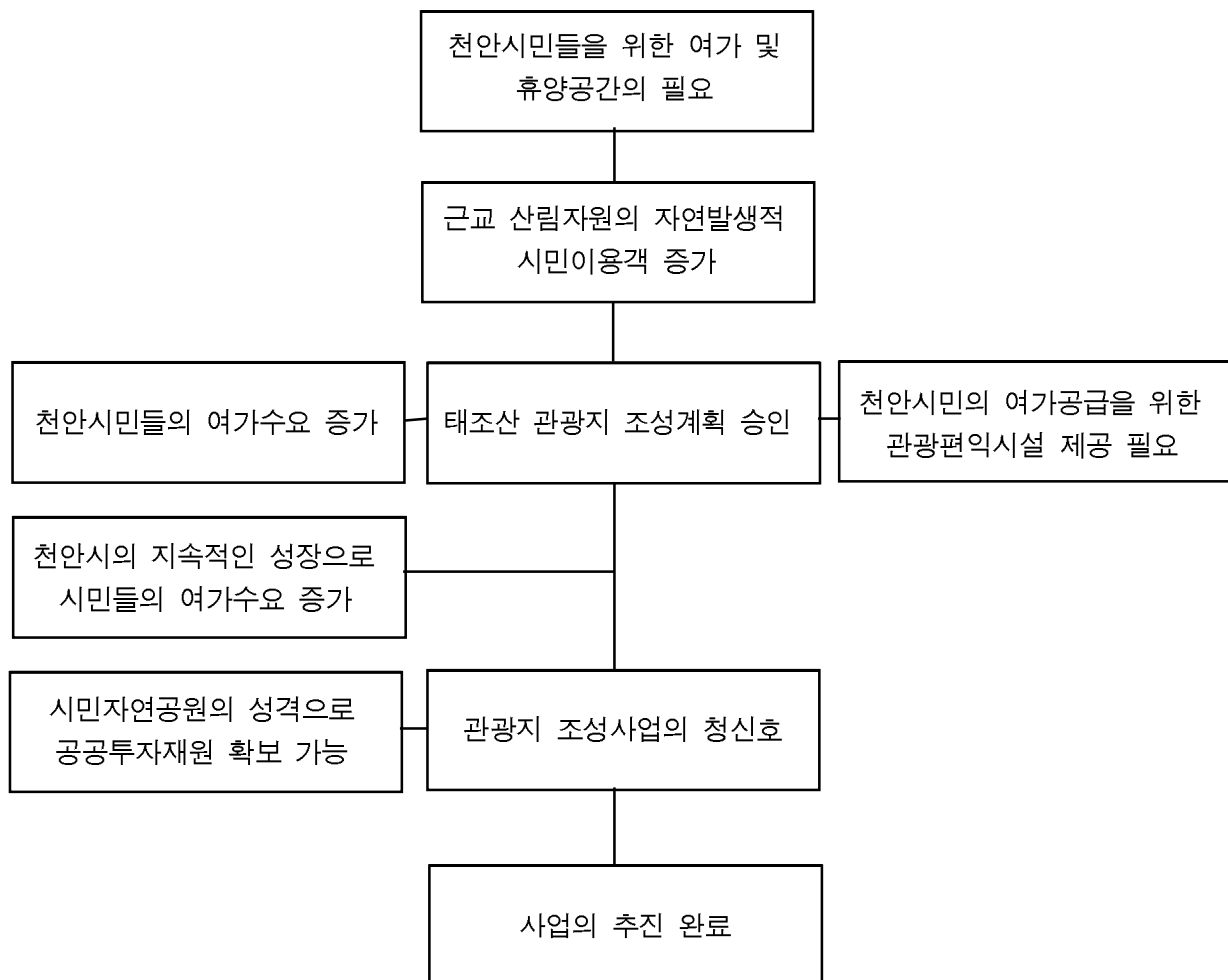 천안시민들을 위한 여가 및
휴양공간의 필요
근교 산림자원의 자연발생적
시민이용객 증가
천안시민들의 여가수요 증가
태조산 관광지 조성계획 승인
천안시민의 여가공급을 위한
관광편익시설 제공 필요
천안시의 지속적인 성장으로
시민들의 여가수요 증가
시민자연공원의 성격으로
공공투자재원 확보 가능
관광지 조성사업의 청신호
사업의 추진 완료